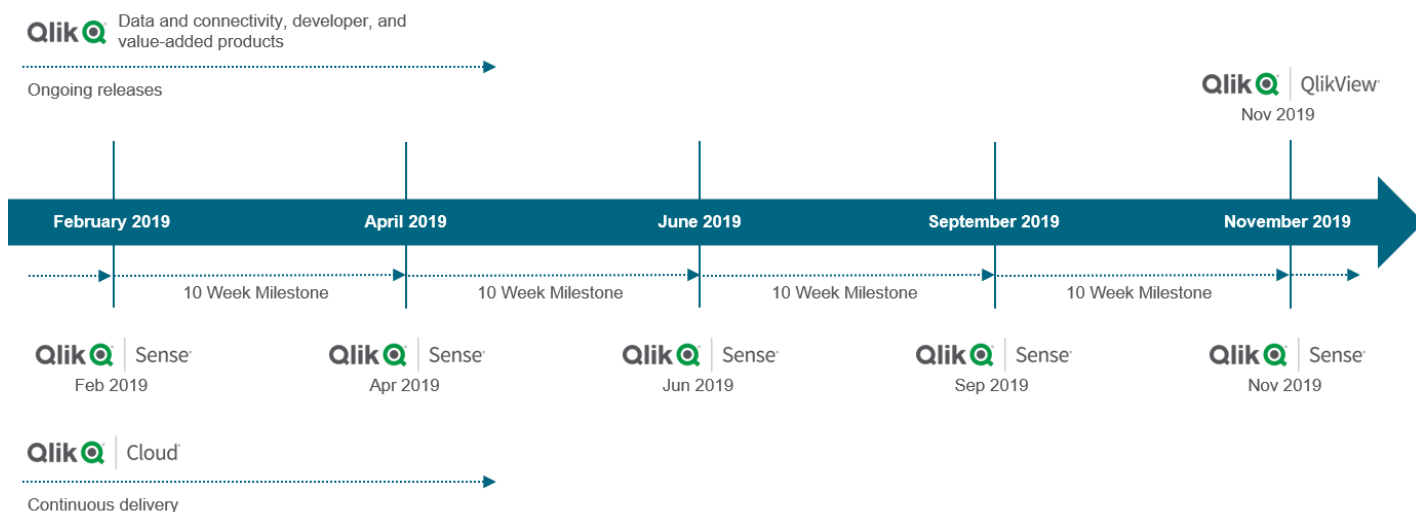 Qlik
Data and connectivity, developer, and
value-added products
Ongoing releases
Qlik QlikView
Nov 2019
February 2019 April 2019 June 2019 September 2019 November 2019
10 Week Milestone 10 Week Milestone 10 Week Milestone 10 Week Milestone
Qlik Sense Qlik Sense Qlik Sense Qlik Sense Qlik Sense
Feb 2019 Apr 2019 Jun 2019 Sep 2019 Nov 2019
Qlik Cloud
Continuous delivery